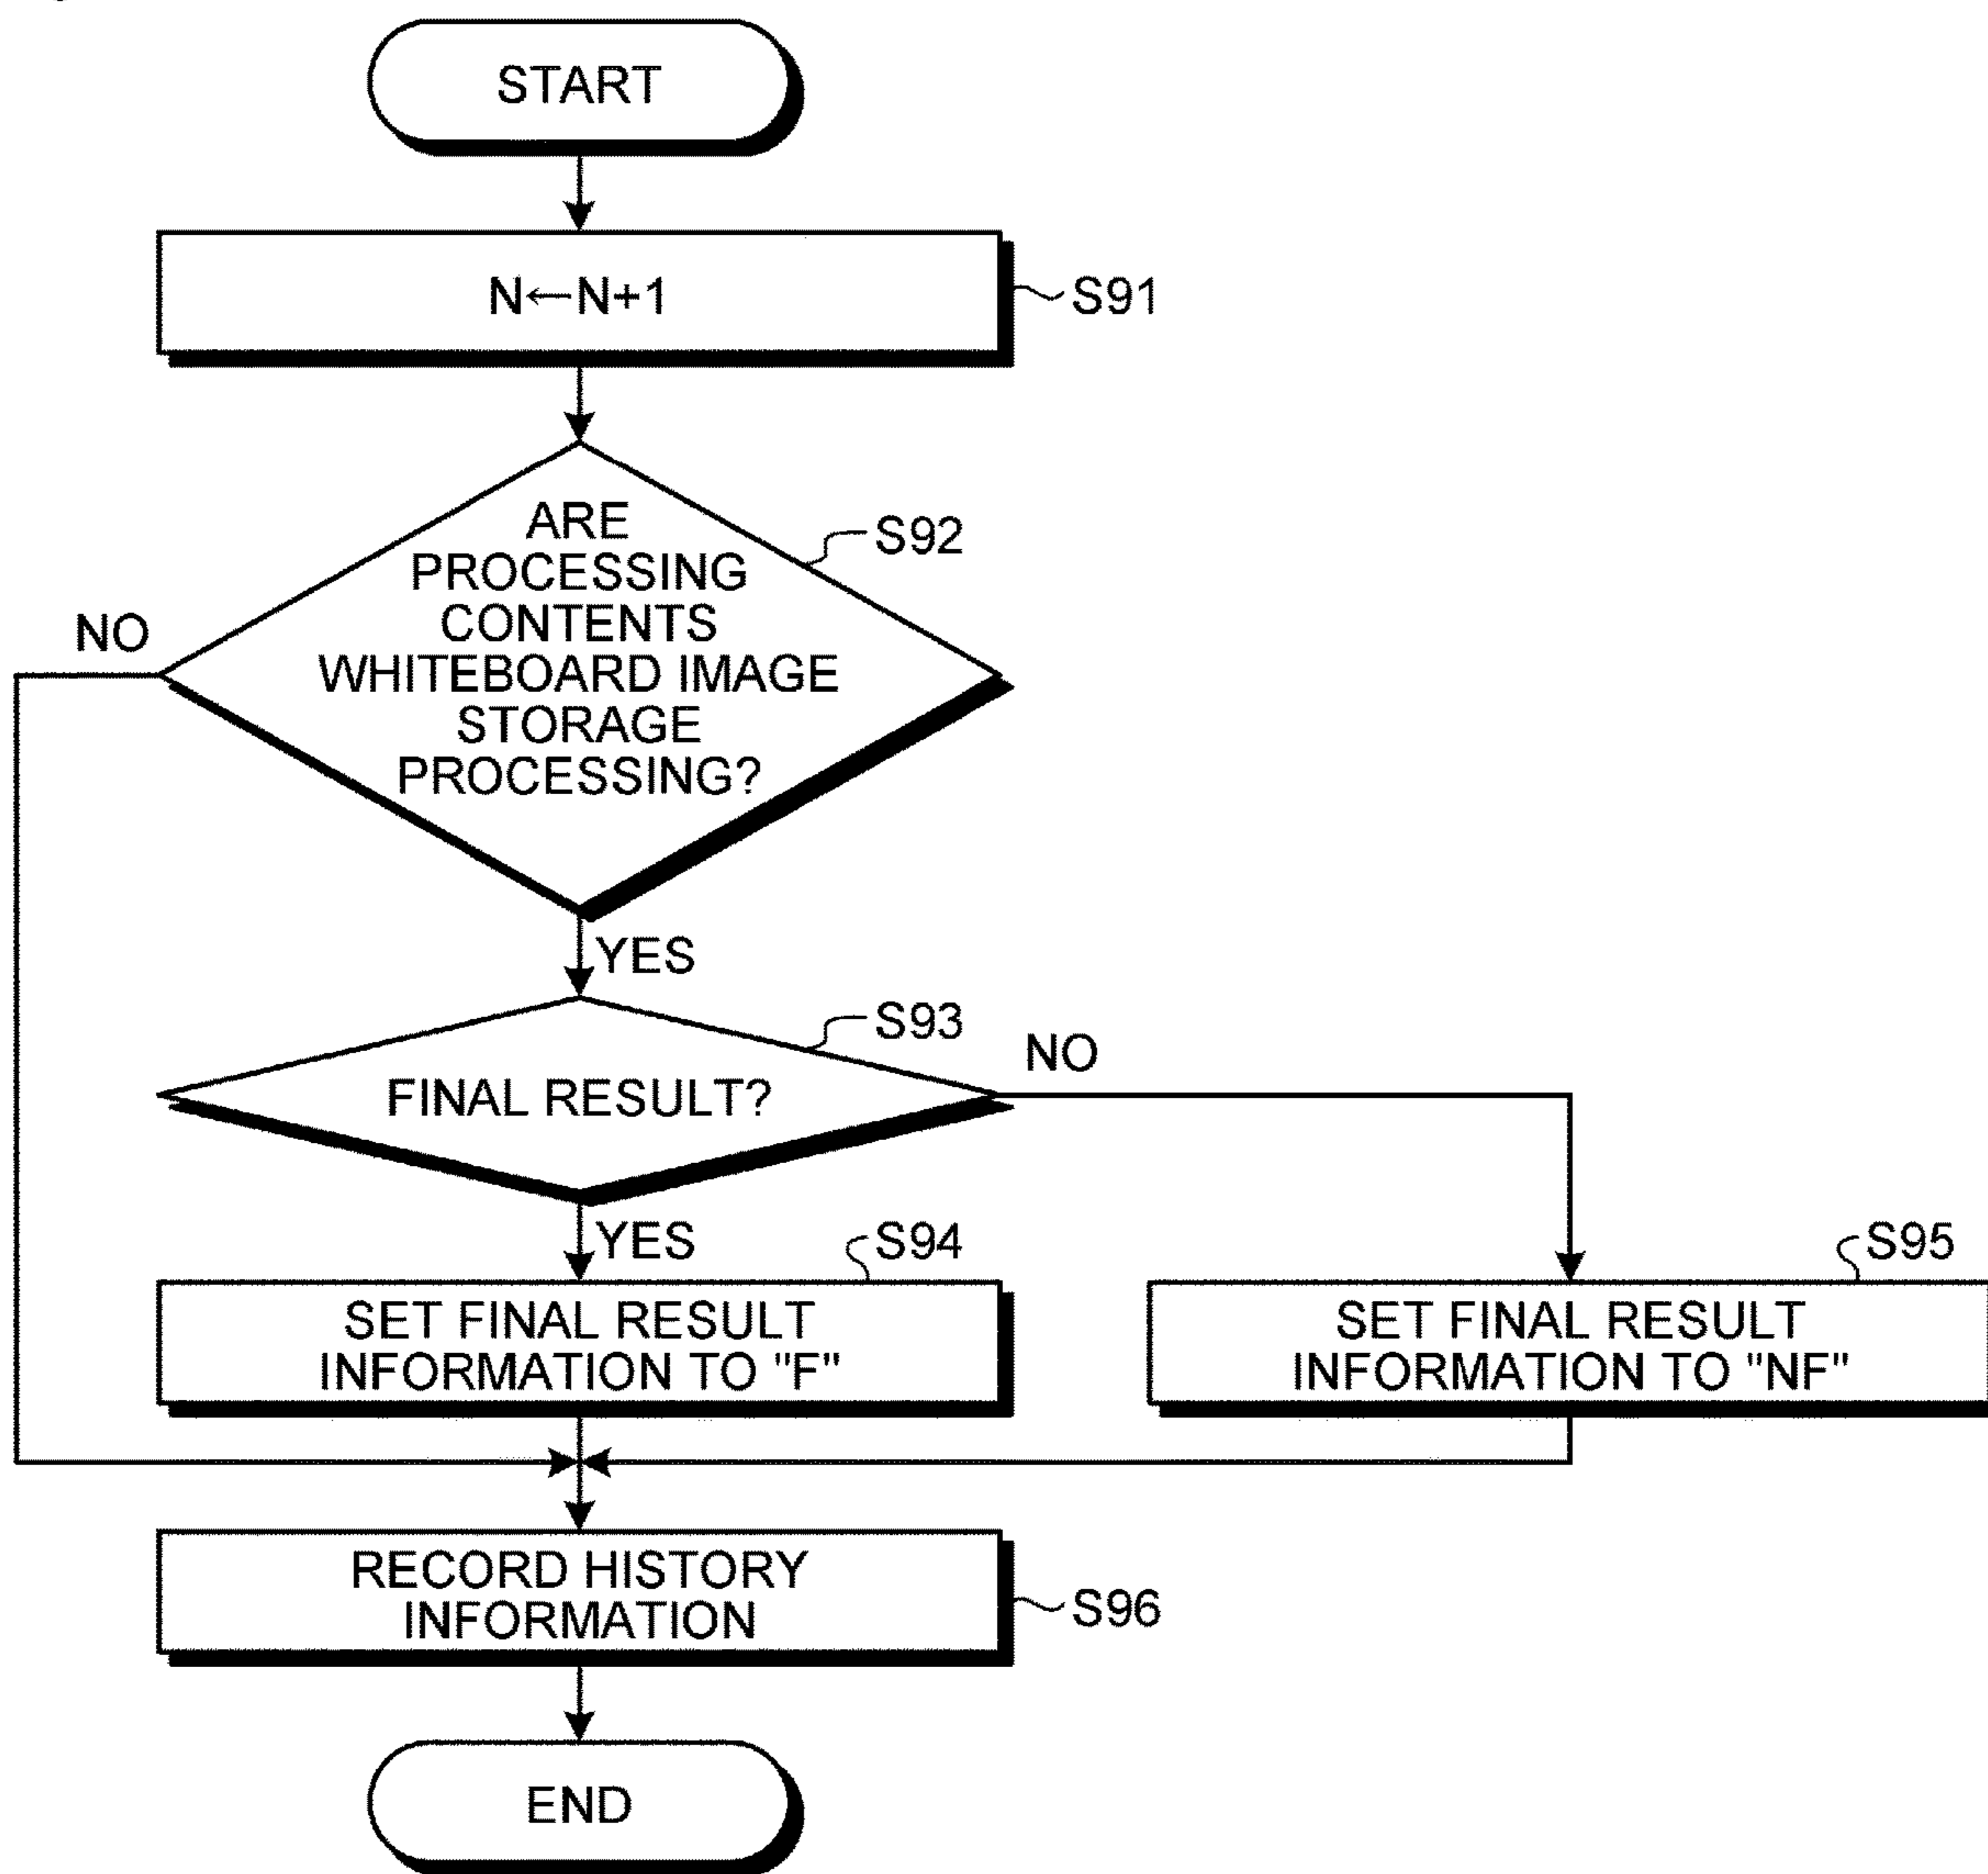 START
N←N+1
S91
ARE
PROCESSING
CONTENTS
WHITEBOARD IMAGE
STORAGE
PROCESSING?
S92
NO
YES
FINAL RESULT?
S93
NO
YES
SET FINAL RESULT
INFORMATION TO "F"
S94
SET FINAL RESULT
INFORMATION TO "NF"
S95
RECORD HISTORY
INFORMATION
S96
END